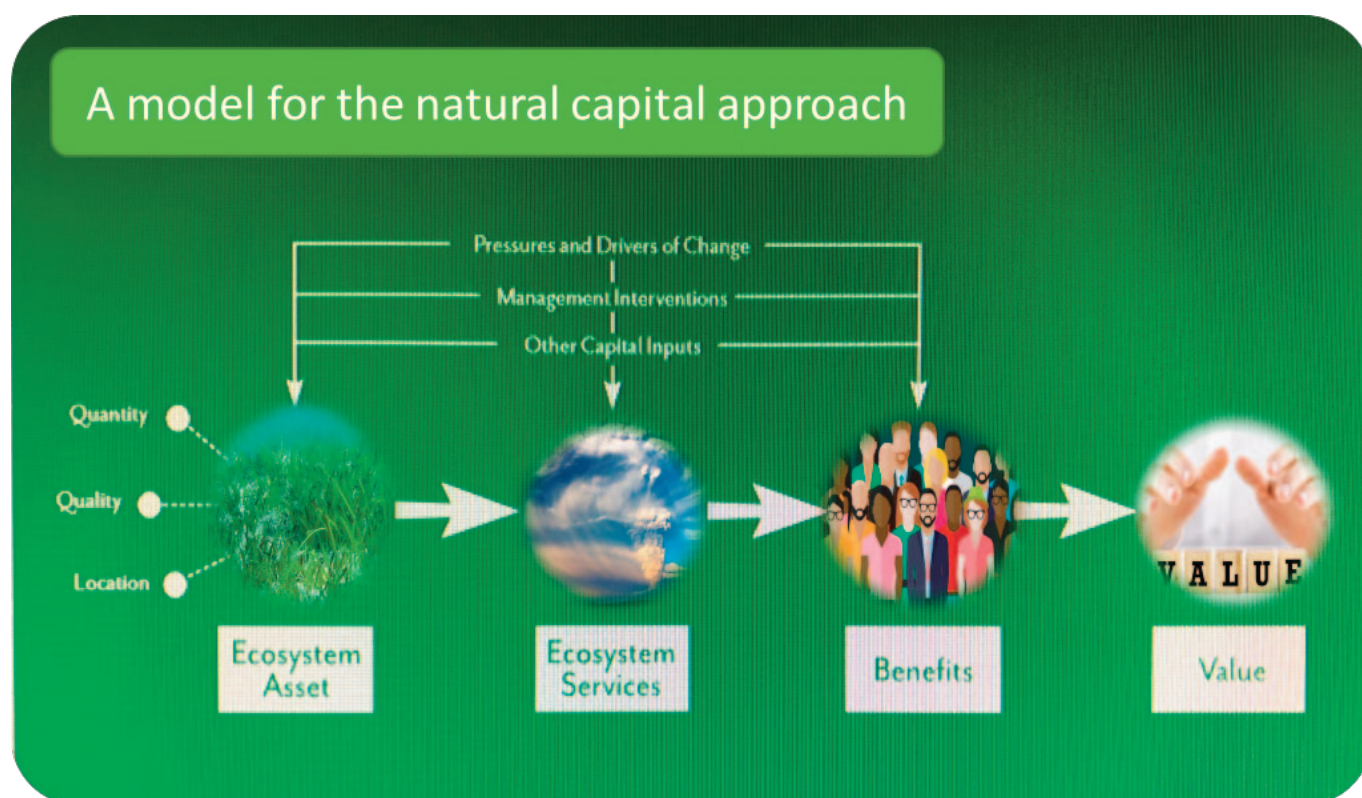 A model for the natural capital approach
Pressures and Drivers of Change
Management Interventions
Other Capital Inputs
Quantity
Quality
Location
Ecosystem
Asset
Ecosystem
Services
Benefits
Value
VALUE